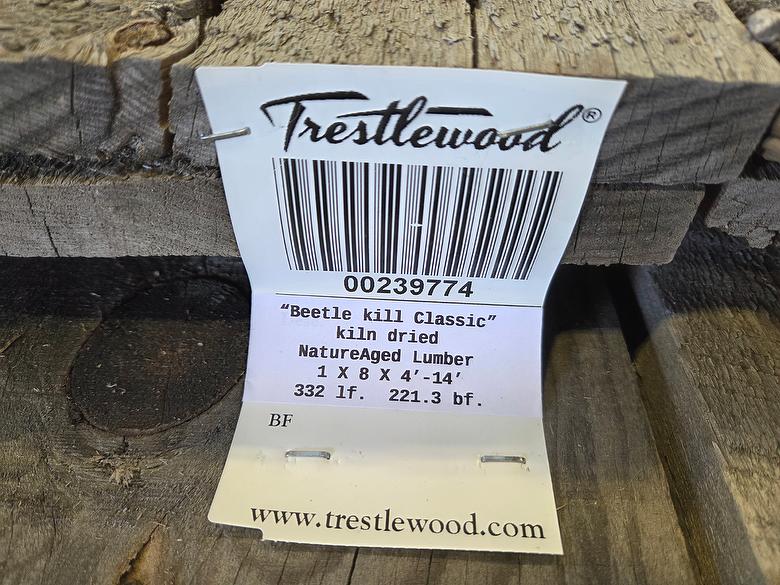 Trestlewood®
00239774
“Beetle kill Classic”
kiln dried
NatureAged Lumber
1 X 8 X 4’-14’
332 lf. 221.3 bf.
BF
www.trestlewood.com